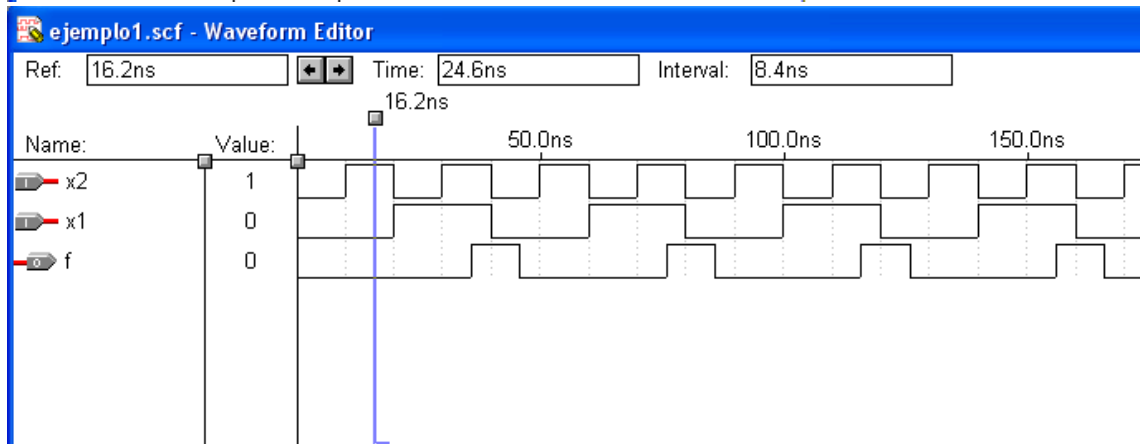 ejemplo1.scf - Waveform Editor
Ref: 16.2ns Time: 24.6ns Interval: 8.4ns
16.2ns
Name: Value: 50.0ns 100.0ns 150.0ns
x2 1
x1 0
f 0